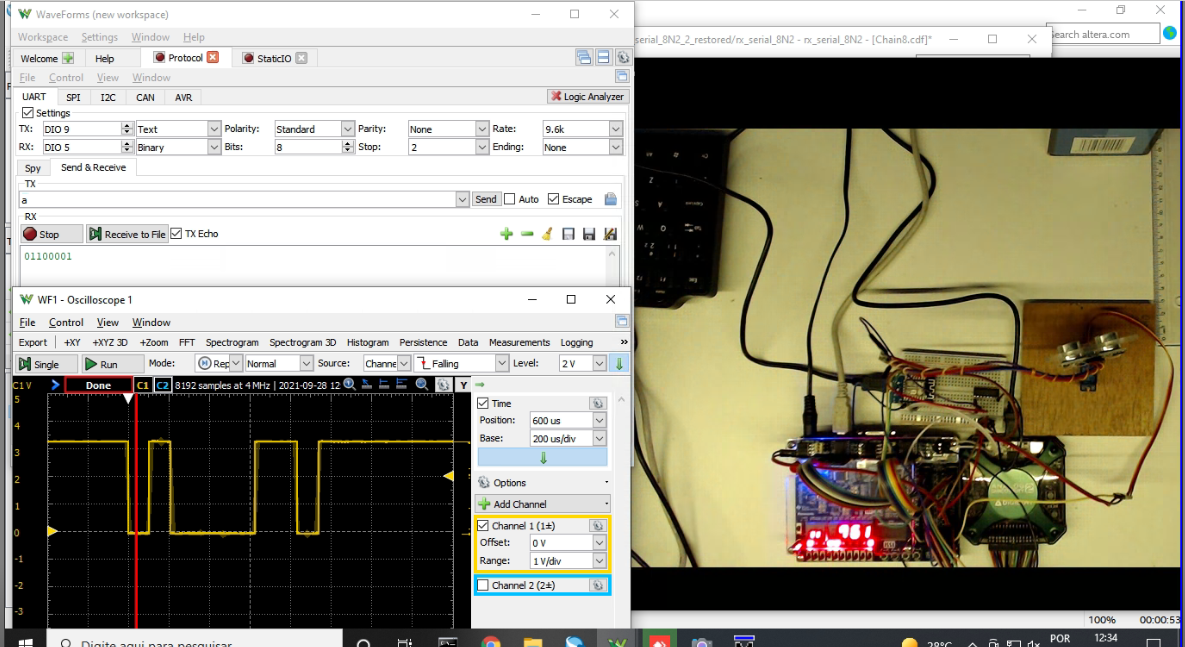 WaveForms (new workspace)
Workspace Settings Window Help
Welcome Help Protocol StaticIO
File Control View Window
UART SPI I2C CAN AVR Logic Analyzer
Settings
TX: DIO 9 Text Polarity: Standard Parity: None Rate: 9.6k
RX: DIO 5 Binary Bits: 8 Stop: 2 Ending: None
Spy Send & Receive
TX
a Send Auto Escape
RX
Stop Receive to File TX Echo
01100001
WF1 - Oscilloscope 1
File Control View Window
Export +XY +XYZ 3D +Zoom FFT Spectrogram Spectrogram 3D Histogram Persistence Data Measurements Logging »
Single Run Mode: Rep Normal Source: Channe Falling Level: 2 V
C1 V Done C1 C2 8192 samples at 4 MHz | 2021-09-28 12 Y
5
4
3
2
1
0
-1
-2
-3
Time
Position: 600 us
Base: 200 us/div
Options
Add Channel
Channel 1 (1±)
Offset: 0 V
Range: 1 V/div
Channel 2 (2±)
serial_8N2_2_restored/rx_serial_8N2 - rx_serial_8N2 - [Chain8.cdf]*
Search altera.com
961
100% 00:00:53
Digite aqui para pesquisar
28°C POR 12:34